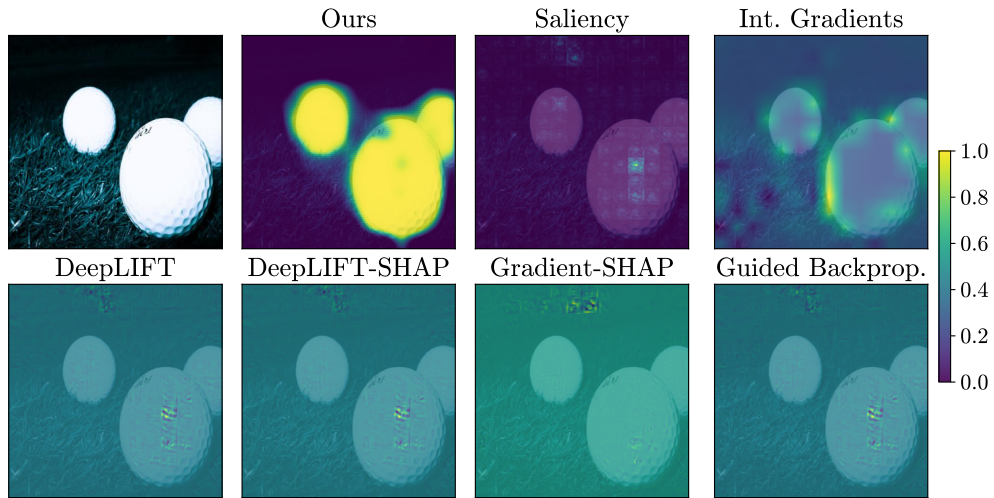 Ours
Saliency
Int. Gradients
DeepLIFT
DeepLIFT-SHAP
Gradient-SHAP
Guided Backprop.
1.0
0.8
0.6
0.4
0.2
0.0